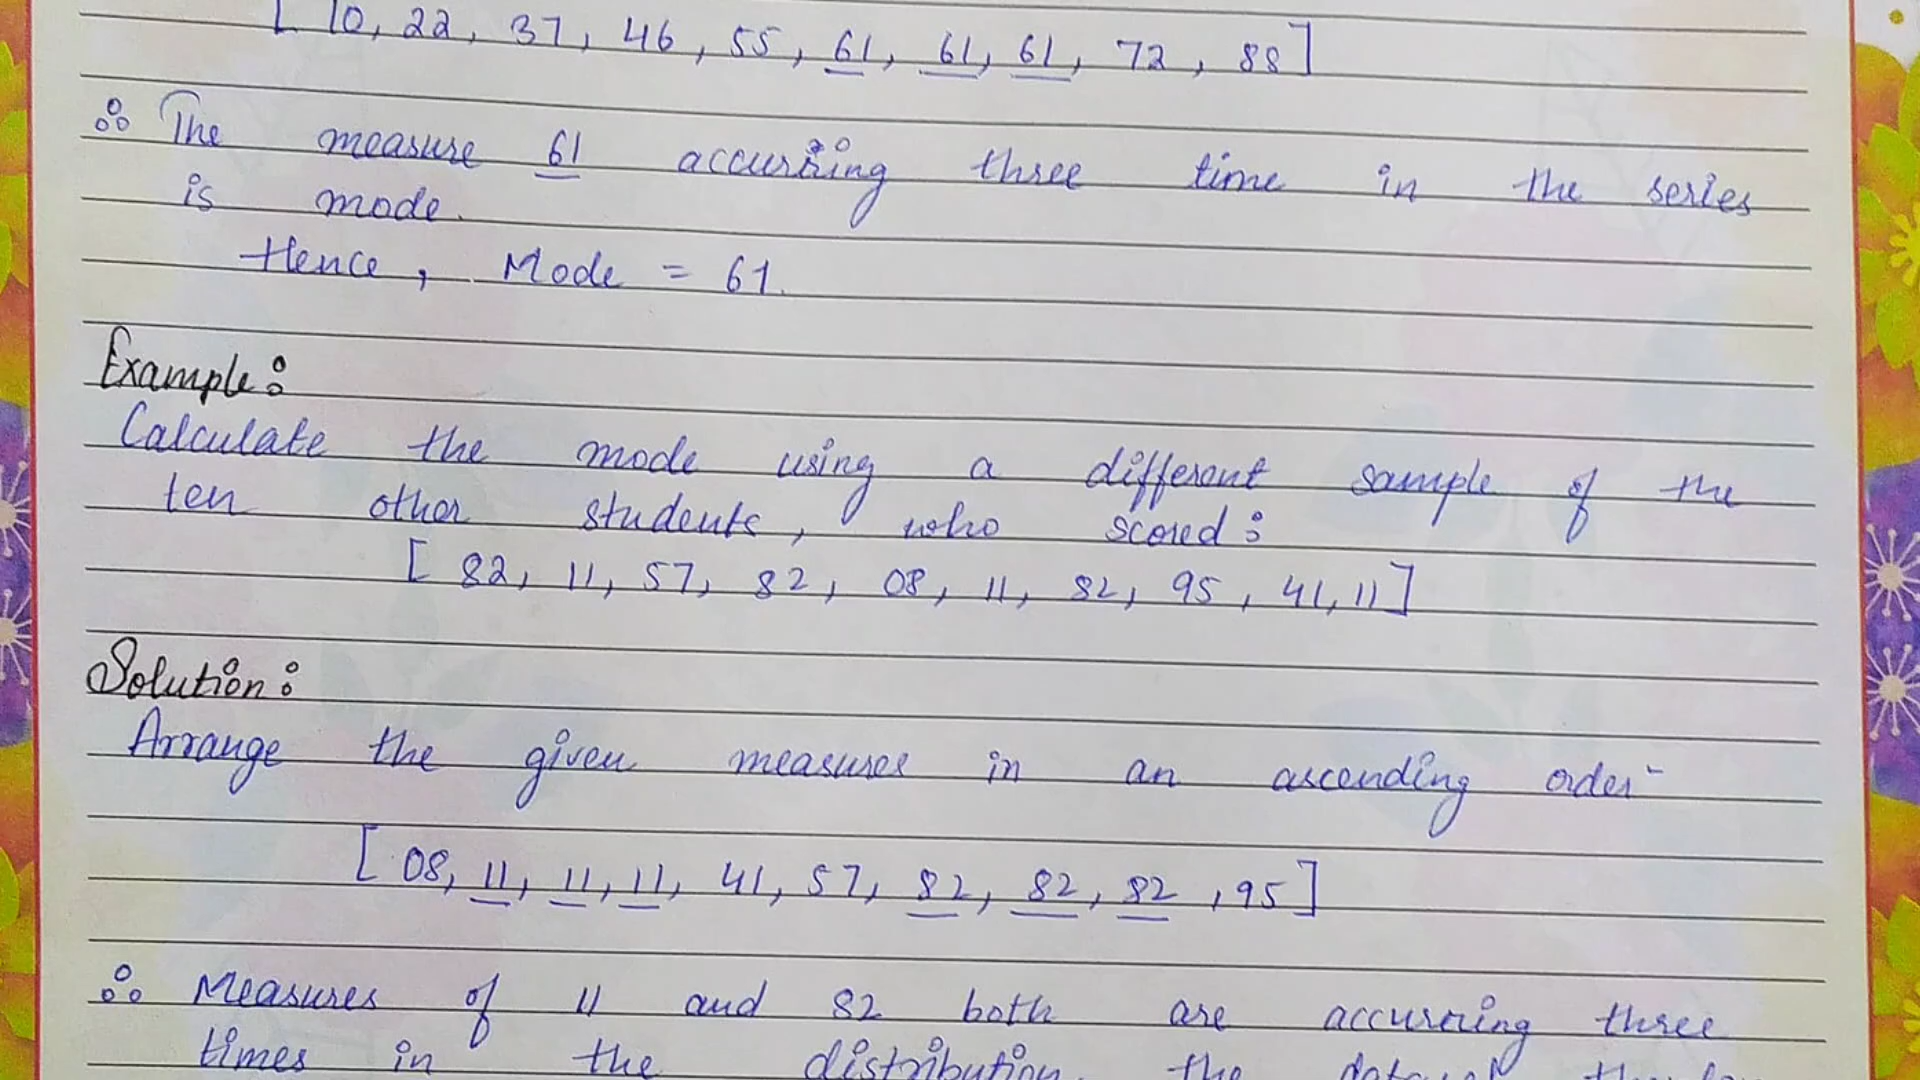 [ 10, 22, 37, 46, 55, 61, 61, 61, 72, 88]
∴ The measure 61 accurring three time in the series
is mode.
Hence, Mode = 61.
Example:
Calculate the mode using a different sample of the
ten other students, who scored:
[ 82, 11, 57, 82, 08, 11, 82, 95, 41, 11]
Solution:
Arrange the given measures in an ascending order-
[ 08, 11, 11, 11, 41, 57, 82, 82, 82, 95]
∴ Measures of 11 and 82 both are accurring three
times in the distribution. the